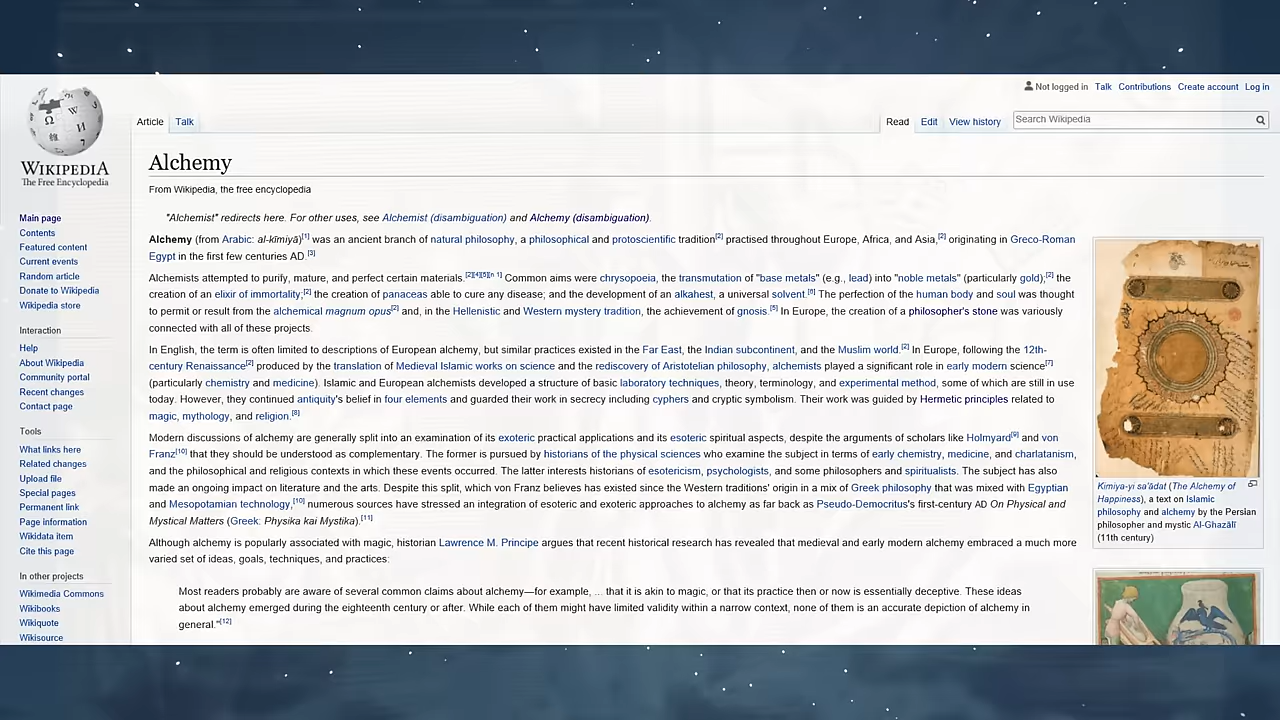 Not logged in Talk Contributions Create account Log in
Article Talk Read Edit View history Search Wikipedia
WIKIPEDIA
The Free Encyclopedia
Main page
Contents
Featured content
Current events
Random article
Donate to Wikipedia
Wikipedia store
Interaction
Help
About Wikipedia
Community portal
Recent changes
Contact page
Tools
What links here
Related changes
Upload file
Special pages
Permanent link
Page information
Wikidata item
Cite this page
In other projects
Wikimedia Commons
Wikibooks
Wikiquote
Wikisource
Alchemy
From Wikipedia, the free encyclopedia
"Alchemist" redirects here. For other uses, see Alchemist (disambiguation) and Alchemy (disambiguation).
Alchemy (from Arabic: al-kīmiyā)[1] was an ancient branch of natural philosophy, a philosophical and protoscientific tradition[2] practised throughout Europe, Africa, and Asia,[2] originating in Greco-Roman
Egypt in the first few centuries AD.[3]
Alchemists attempted to purify, mature, and perfect certain materials.[2][4][5][n 1] Common aims were chrysopoeia, the transmutation of "base metals" (e.g., lead) into "noble metals" (particularly gold);[2] the
creation of an elixir of immortality;[2] the creation of panaceas able to cure any disease; and the development of an alkahest, a universal solvent.[6] The perfection of the human body and soul was thought
to permit or result from the alchemical magnum opus[2] and, in the Hellenistic and Western mystery tradition, the achievement of gnosis.[5] In Europe, the creation of a philosopher's stone was variously
connected with all of these projects.
In English, the term is often limited to descriptions of European alchemy, but similar practices existed in the Far East, the Indian subcontinent, and the Muslim world.[2] In Europe, following the 12th-
century Renaissance[2] produced by the translation of Medieval Islamic works on science and the rediscovery of Aristotelian philosophy, alchemists played a significant role in early modern science[7]
(particularly chemistry and medicine). Islamic and European alchemists developed a structure of basic laboratory techniques, theory, terminology, and experimental method, some of which are still in use
today. However, they continued antiquity's belief in four elements and guarded their work in secrecy including cyphers and cryptic symbolism. Their work was guided by Hermetic principles related to
magic, mythology, and religion.[8]
Modern discussions of alchemy are generally split into an examination of its exoteric practical applications and its esoteric spiritual aspects, despite the arguments of scholars like Holmyard[9] and von
Franz[10] that they should be understood as complementary. The former is pursued by historians of the physical sciences who examine the subject in terms of early chemistry, medicine, and charlatanism,
and the philosophical and religious contexts in which these events occurred. The latter interests historians of esotericism, psychologists, and some philosophers and spiritualists. The subject has also
made an ongoing impact on literature and the arts. Despite this split, which von Franz believes has existed since the Western traditions' origin in a mix of Greek philosophy that was mixed with Egyptian
and Mesopotamian technology,[10] numerous sources have stressed an integration of esoteric and exoteric approaches to alchemy as far back as Pseudo-Democritus's first-century AD On Physical and
Mystical Matters (Greek: Physika kai Mystika).[11]
Although alchemy is popularly associated with magic, historian Lawrence M. Principe argues that recent historical research has revealed that medieval and early modern alchemy embraced a much more
varied set of ideas, goals, techniques, and practices:
Most readers probably are aware of several common claims about alchemy—for example, ... that it is akin to magic, or that its practice then or now is essentially deceptive. These ideas
about alchemy emerged during the eighteenth century or after. While each of them might have limited validity within a narrow context, none of them is an accurate depiction of alchemy in
general."[12]
Kimiya-yi sa'ādat (The Alchemy of
Happiness), a text on Islamic
philosophy and alchemy by the Persian
philosopher and mystic Al-Ghazālī
(11th century)